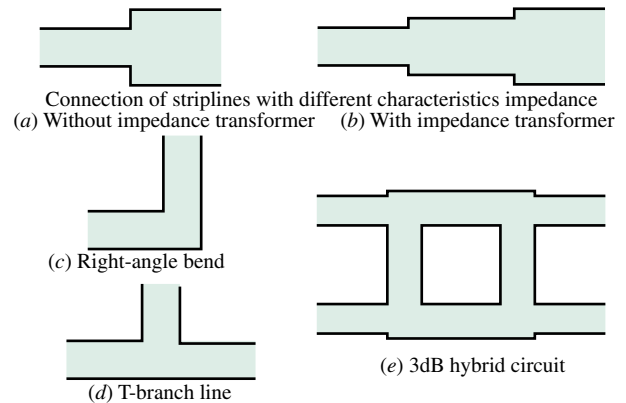 Connection of striplines with different characteristics impedance
(a) Without impedance transformer
(b) With impedance transformer
(c) Right-angle bend
(d) T-branch line
(e) 3dB hybrid circuit